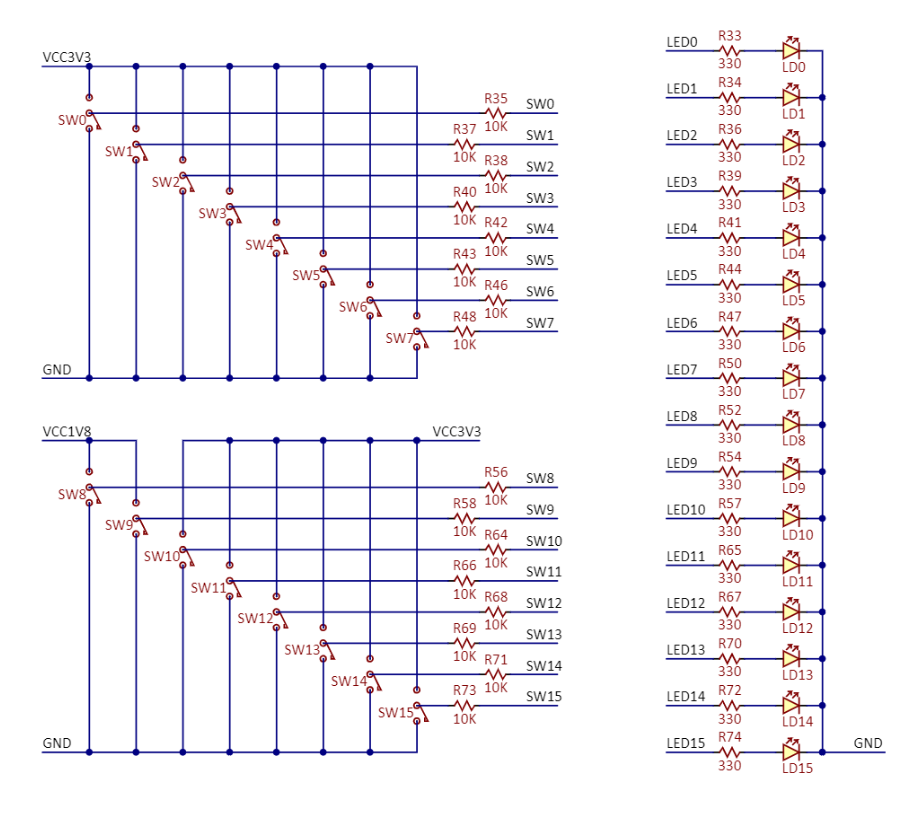 VCC3V3
SW0 R35 10K SW0
SW1 R37 10K SW1
SW2 R38 10K SW2
SW3 R40 10K SW3
SW4 R42 10K SW4
SW5 R43 10K SW5
SW6 R46 10K SW6
SW7 R48 10K SW7
GND
VCC1V8 VCC3V3
SW8 R56 10K SW8
SW9 R58 10K SW9
SW10 R64 10K SW10
SW11 R66 10K SW11
SW12 R68 10K SW12
SW13 R69 10K SW13
SW14 R71 10K SW14
SW15 R73 10K SW15
GND
LED0 R33 330 LD0
LED1 R34 330 LD1
LED2 R36 330 LD2
LED3 R39 330 LD3
LED4 R41 330 LD4
LED5 R44 330 LD5
LED6 R47 330 LD6
LED7 R50 330 LD7
LED8 R52 330 LD8
LED9 R54 330 LD9
LED10 R57 330 LD10
LED11 R65 330 LD11
LED12 R67 330 LD12
LED13 R70 330 LD13
LED14 R72 330 LD14
LED15 R74 330 LD15 GND